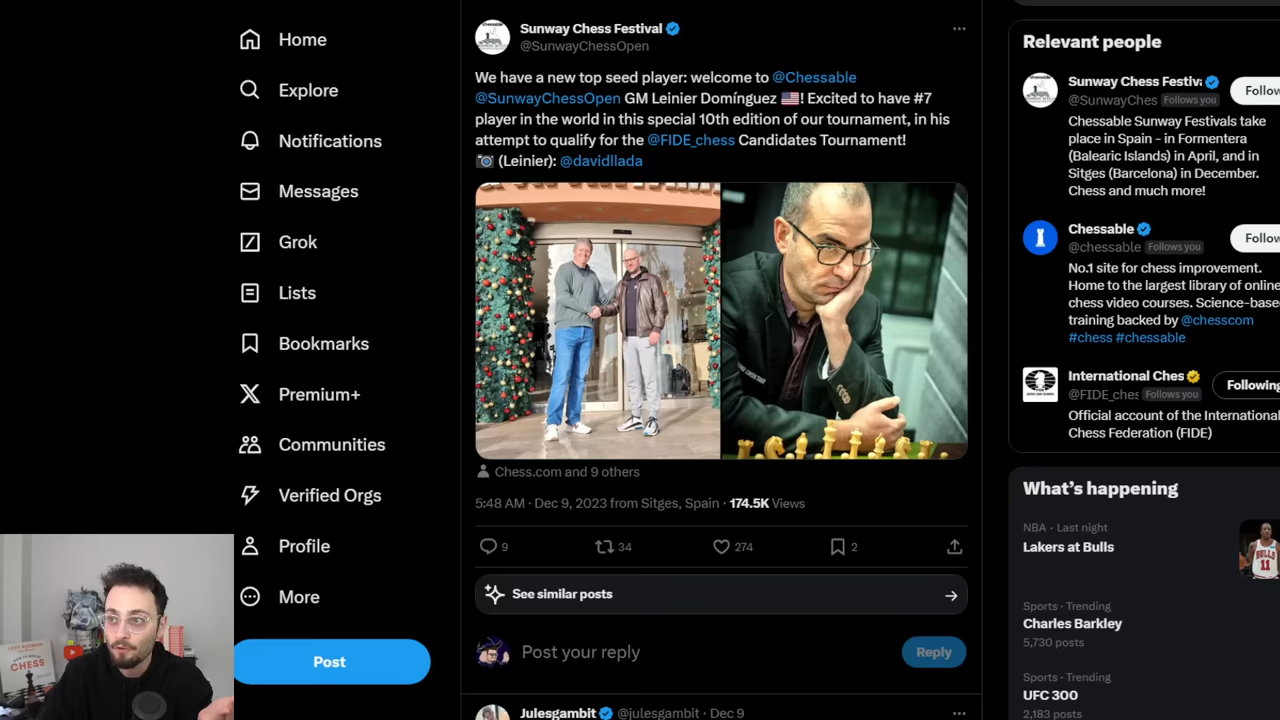 Home
Explore
Notifications
Messages
Grok
Lists
Bookmarks
Premium+
Communities
Verified Orgs
Profile
More
Post
CHESS
Sunway Chess Festival
@SunwayChessOpen
We have a new top seed player: welcome to @Chessable
@SunwayChessOpen GM Leinier Domínguez 🇺🇸! Excited to have #7
player in the world in this special 10th edition of our tournament, in his
attempt to qualify for the @FIDE_chess Candidates Tournament!
📷 (Leinier): @davidllada
Chess.com and 9 others
5:48 AM · Dec 9, 2023 from Sitges, Spain · 174.5K Views
9
34
274
2
See similar posts
Post your reply
Reply
Julesgambit @julesgambit · Dec 9
Relevant people
Sunway Chess Festiva
@SunwayChes Follows you
Follow
Chessable Sunway Festivals take
place in Spain - in Formentera
(Balearic Islands) in April, and in
Sitges (Barcelona) in December.
Chess and much more!
Chessable
@chessable Follows you
Follow
No.1 site for chess improvement.
Home to the largest library of online
chess video courses. Science-base
training backed by @chesscom
#chess #chessable
International Ches
@FIDE_ches Follows you
Following
Official account of the International
Chess Federation (FIDE)
What's happening
NBA · Last night
Lakers at Bulls
Sports · Trending
Charles Barkley
5,730 posts
Sports · Trending
UFC 300
2,183 posts